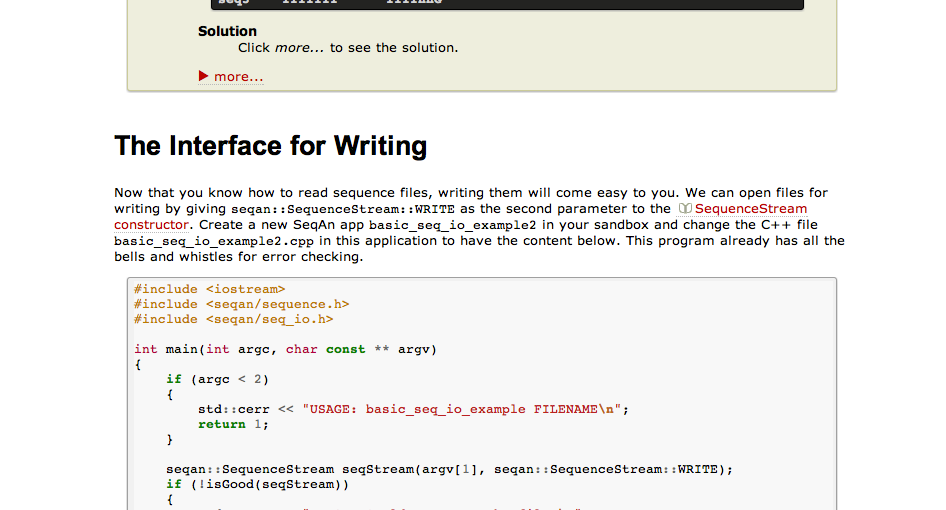 Solution
Click more... to see the solution.
more...
The Interface for Writing
Now that you know how to read sequence files, writing them will come easy to you. We can open files for
writing by giving seqan::SequenceStream::WRITE as the second parameter to the SequenceStream
constructor. Create a new SeqAn app basic_seq_io_example2 in your sandbox and change the C++ file
basic_seq_io_example2.cpp in this application to have the content below. This program already has all the
bells and whistles for error checking.
#include <iostream>
#include <seqan/sequence.h>
#include <seqan/seq_io.h>
int main(int argc, char const ** argv)
{
if (argc < 2)
{
std::cerr << "USAGE: basic_seq_io_example FILENAME\n";
return 1;
}
seqan::SequenceStream seqStream(argv[1], seqan::SequenceStream::WRITE);
if (!isGood(seqStream))
{